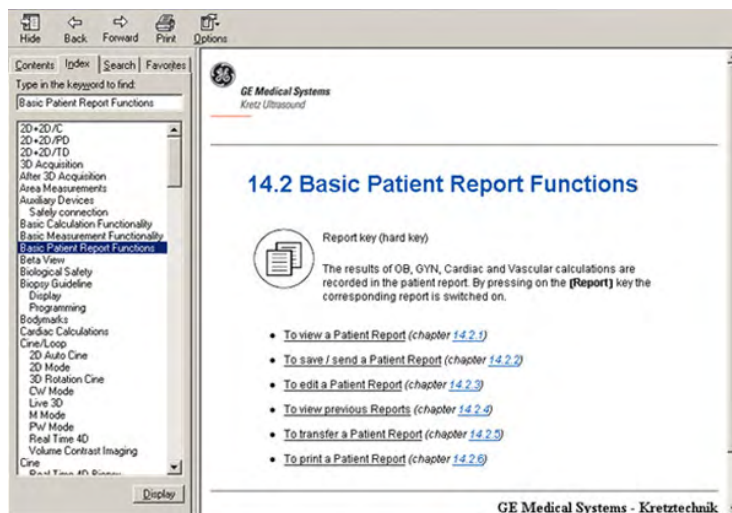 Hide Back Forward Print Options
Contents Index Search Favorites
Type in the keyword to find:
Basic Patient Report Functions
2D+2D/C
2D+2D/PD
2D+2D/TD
3D Acquisition
After 3D Acquisition
Area Measurements
Auxiliary Devices
Safely connection
Basic Calculation Functionality
Basic Measurement Functionality
Basic Patient Report Functions
Beta View
Biological Safety
Biopsy Guideline
Display
Programming
Bodymarks
Cardiac Calculations
Cine/Loop
2D Auto Cine
2D Mode
3D Rotation Cine
CW Mode
Live 3D
M Mode
PW Mode
Real Time 4D
Volume Contrast Imaging
Cine
Real Time 4D Biopsy
Display
GE Medical Systems
Kretz Ultrasound
14.2 Basic Patient Report Functions
Report key (hard key)
The results of OB, GYN, Cardiac and Vascular calculations are
recorded in the patient report. By pressing on the [Report] key the
corresponding report is switched on.
• To view a Patient Report (chapter 14.2.1)
• To save / send a Patient Report (chapter 14.2.2)
• To edit a Patient Report (chapter 14.2.3)
• To view previous Reports (chapter 14.2.4)
• To transfer a Patient Report (chapter 14.2.5)
• To print a Patient Report (chapter 14.2.6)
GE Medical Systems - Kretztechnik